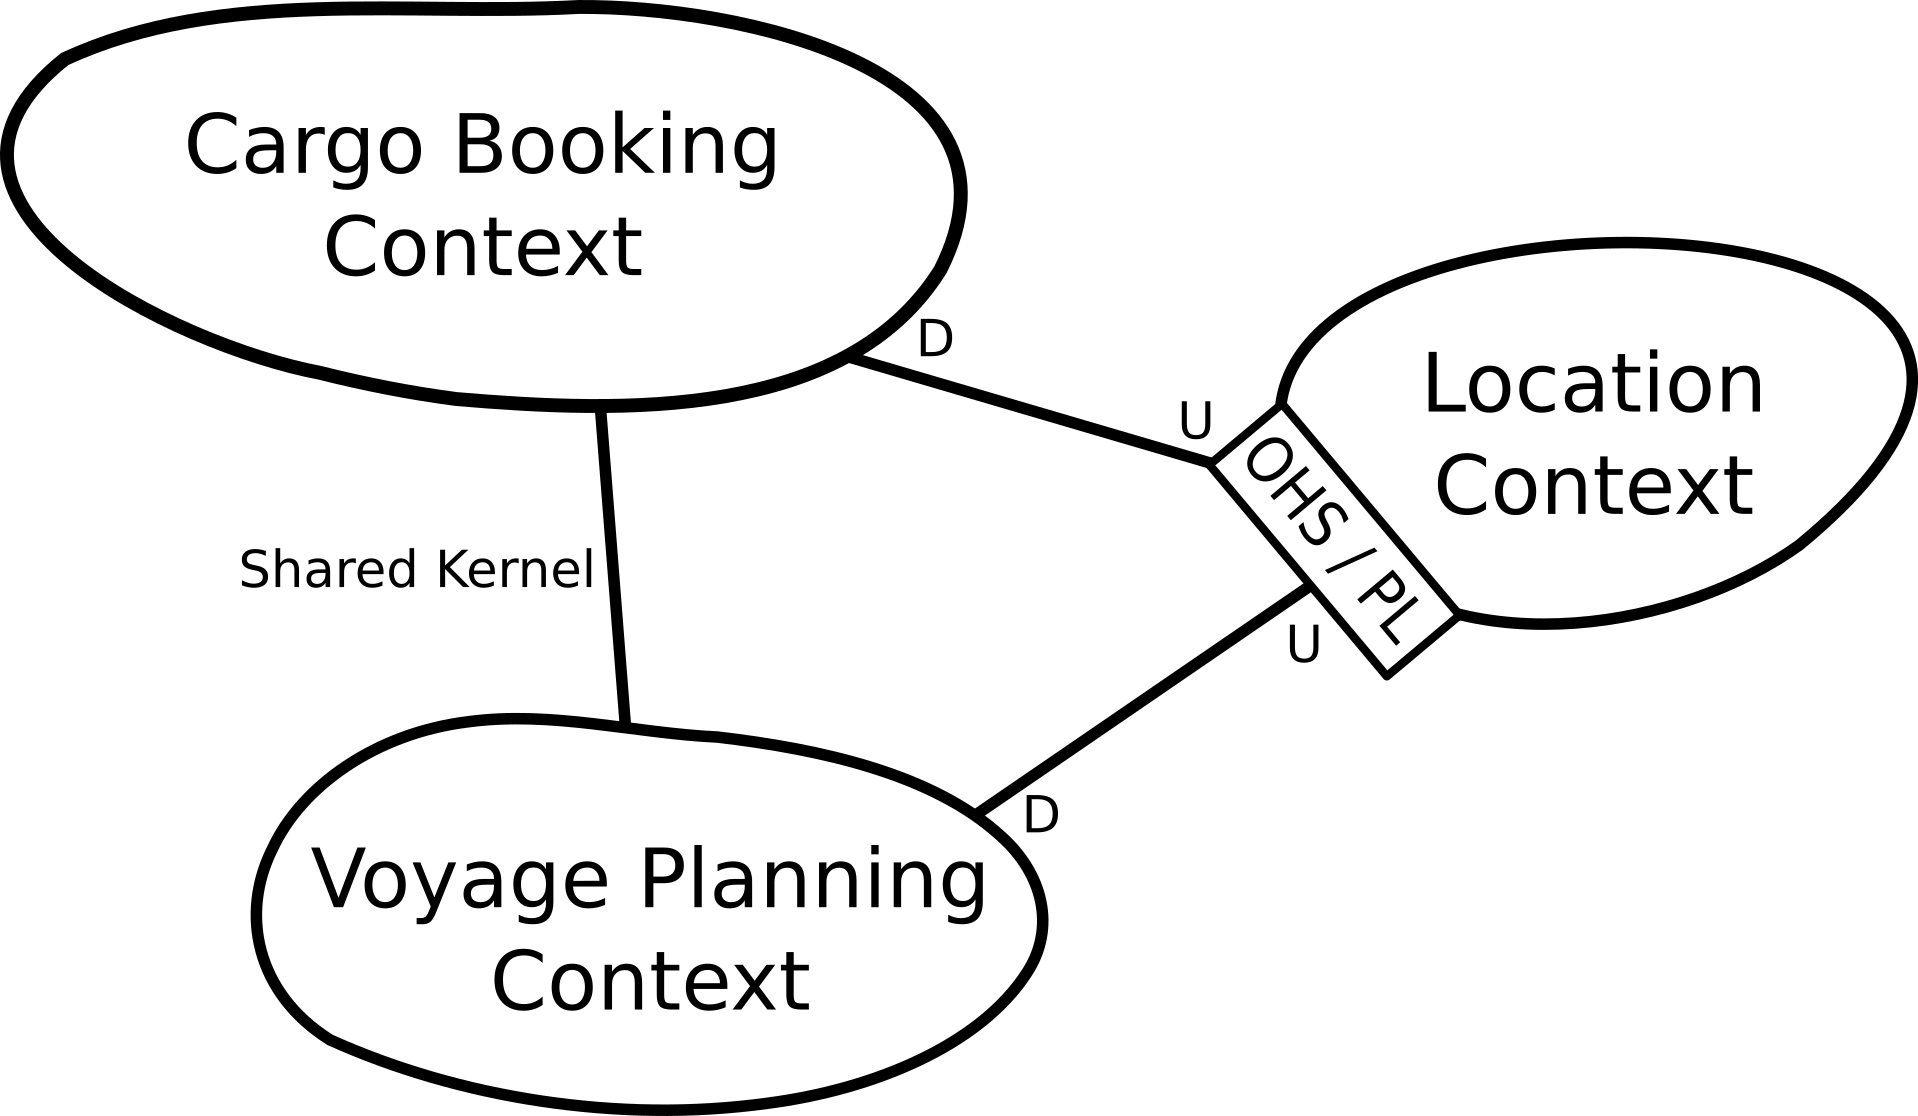 Cargo Booking
Context
D
U
Location
Context
OHS / PL
Shared Kernel
U
D
Voyage Planning
Context